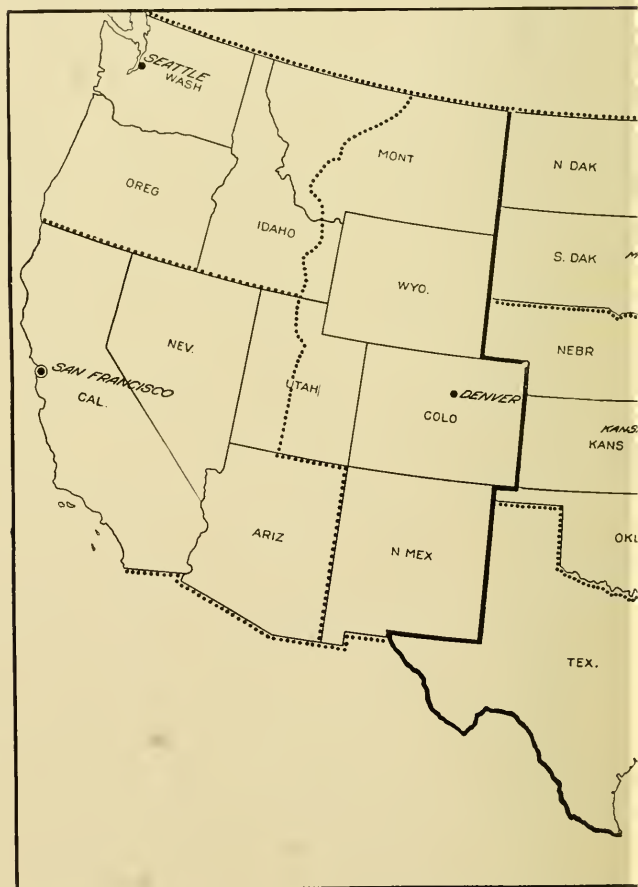 SEATTLE
WASH
MONT
N DAK
OREG
IDAHO
S. DAK
WYO.
NEV.
NEBR
SAN FRANCISCO
CAL.
UTAH
DENVER
COLO
KANS
KANS
ARIZ
N MEX
OKL
TEX.